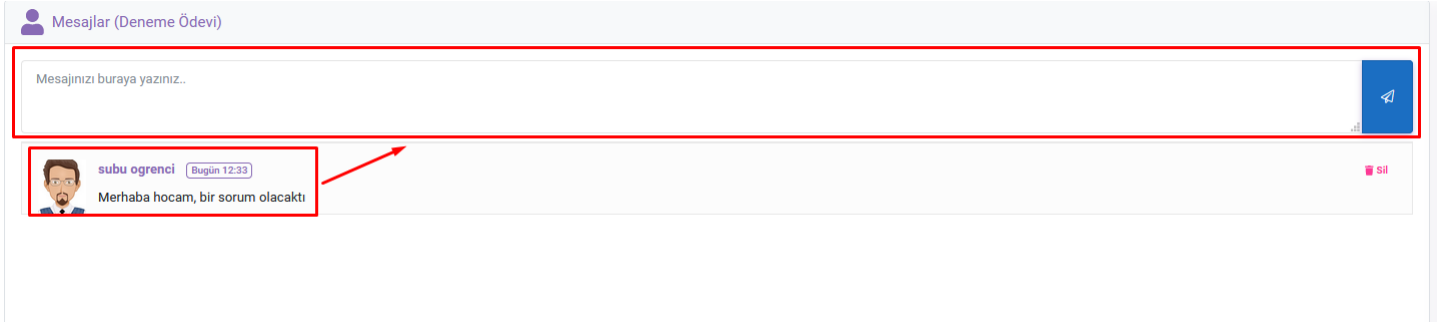 Mesajlar (Deneme Ödevi)
Mesajınızı buraya yazınız..
subu ogrenci Bugün 12:33
Sil
Merhaba hocam, bir sorum olacaktı